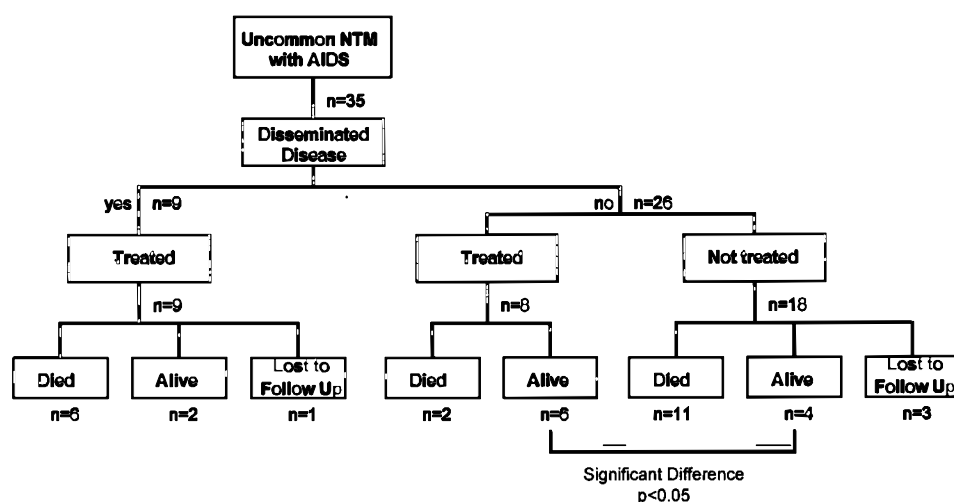 Uncommon NTM
with AIDS
n=35
Disseminated
Disease
yes n=9
no n=26
Treated
Treated
Not treated
n=9
n=8
n=18
Died
Alive
Lost to
Follow Up
Died
Alive
Died
Alive
Lost to
Follow Up
n=6
n=2
n=1
n=2
n=6
n=11
n=4
n=3
Significant Difference
p<0.05